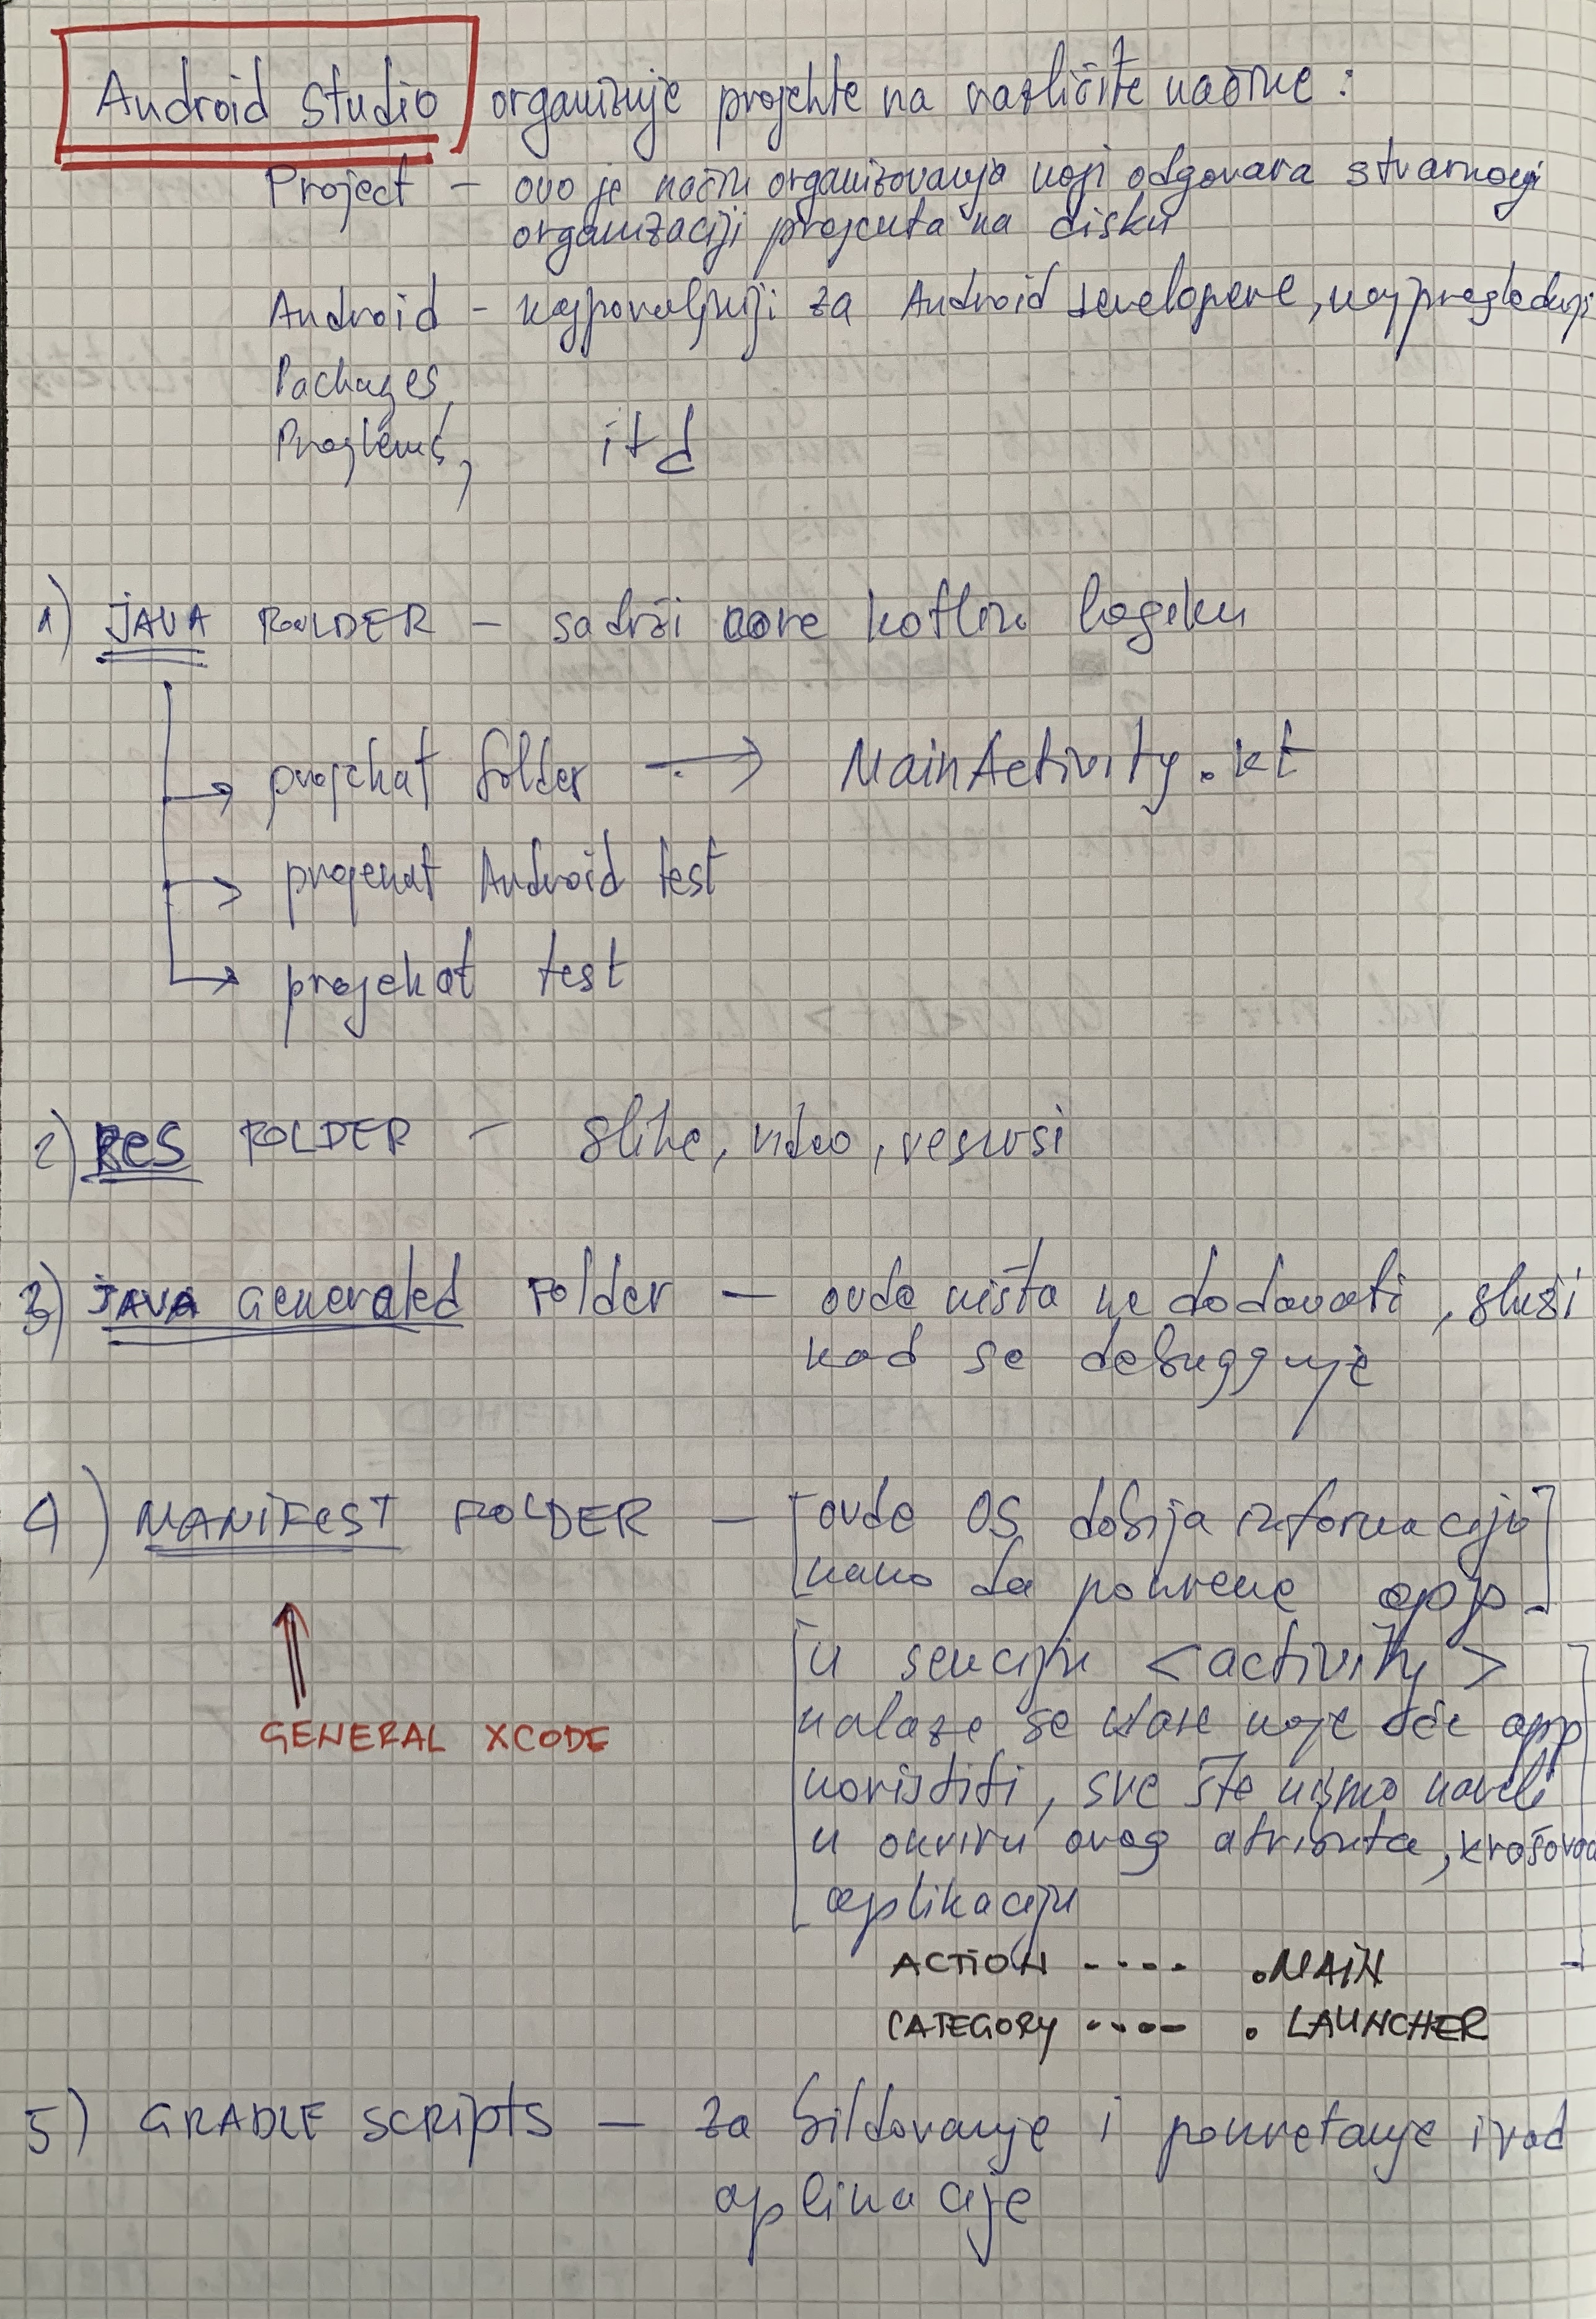 Android Studio organizuje projekte na različite načine :
Project - ovo je način organizovanja koji odgovara stvarnoj
organizaciji projekta na disku
Android - najpovoljniji za Android developere, najpregledniji
Packages,
Problems, itd
1) JAVA FOLDER - sadrži core kotlin logiku
projekat folder → MainActivity.kt
projekat Android test
projekat test
2) RES FOLDER - slike, video, resursi
3) JAVA Generated Folder - ovde ništa ne dodavati, služi
kad se debugguje
4) MANIFEST FOLDER - [ovde OS dobija informaciju
kako da pokrene app.]
[u sekciju <activity>
nalaze se klase koje će app
koristiti, sve što nismo naveli
u okviru ovog atributa, krašovaće
aplikaciju
GENERAL XCODE
ACTION ---- .MAIN
CATEGORY ---- . LAUNCHER
5) GRADLE SCRIPTS - za bildovanje i pokretanje i rad
aplikacije